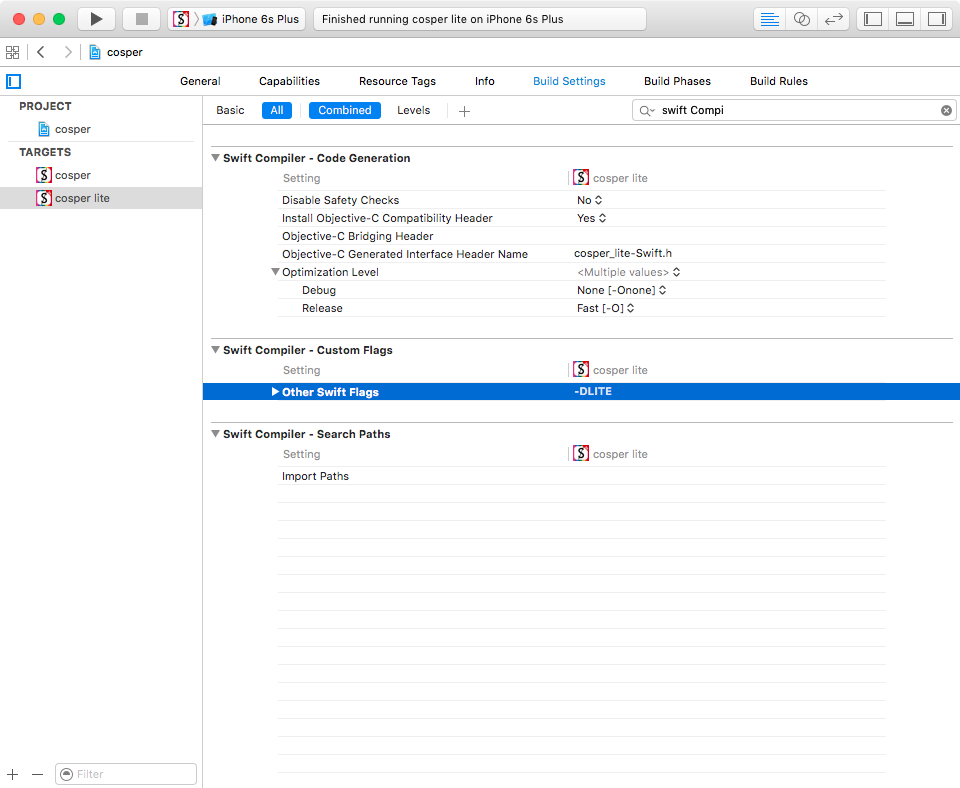 iPhone 6s Plus Finished running cosper lite on iPhone 6s Plus
cosper
General Capabilities Resource Tags Info Build Settings Build Phases Build Rules
PROJECT
cosper
TARGETS
cosper
cosper lite
Basic All Combined Levels swift Compi
Swift Compiler - Code Generation
Setting cosper lite
Disable Safety Checks No
Install Objective-C Compatibility Header Yes
Objective-C Bridging Header
Objective-C Generated Interface Header Name cosper_lite-Swift.h
Optimization Level <Multiple values>
Debug None [-Onone]
Release Fast [-O]
Swift Compiler - Custom Flags
Setting cosper lite
Other Swift Flags -DLITE
Swift Compiler - Search Paths
Setting cosper lite
Import Paths
Filter